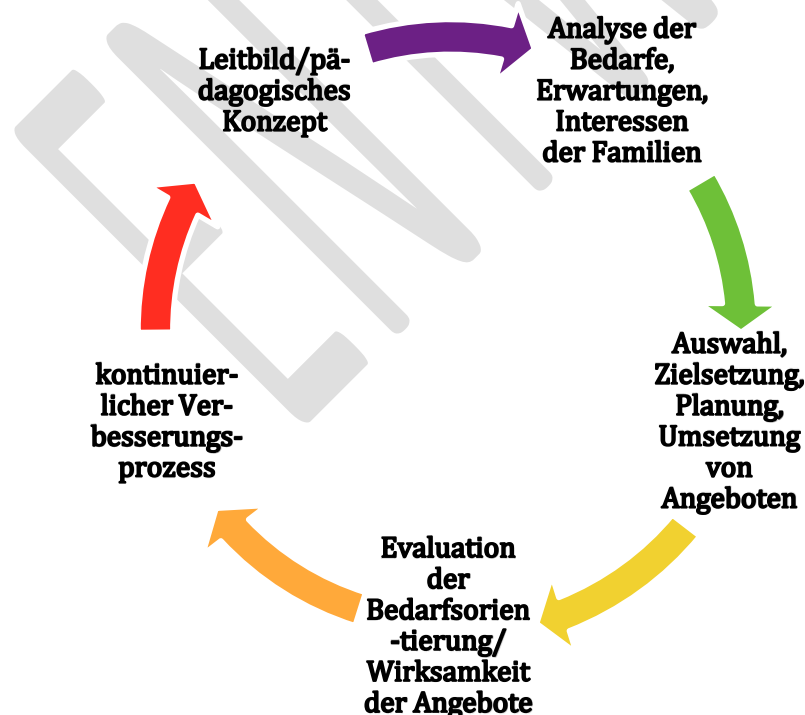 Leitbild/pä-
dagogisches
Konzept
Analyse der
Bedarfe,
Erwartungen,
Interessen
der Familien
Auswahl,
Zielsetzung,
Planung,
Umsetzung
von
Angeboten
Evaluation
der
Bedarfsorien
-tierung/
Wirksamkeit
der Angebote
kontinuier-
licher Ver-
besserungs-
prozess